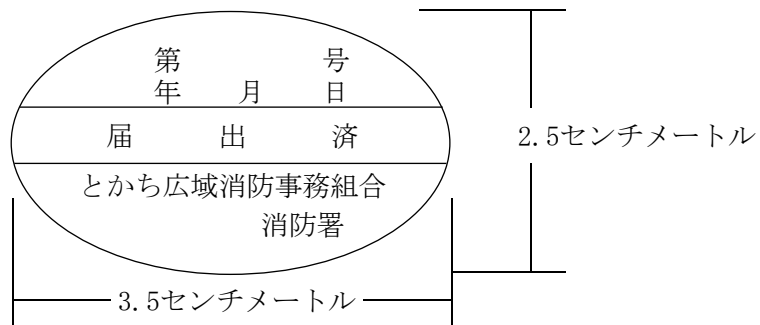 第　　　　　　号
年　　月　　日
届　　出　　済
とかち広域消防事務組合
消防署
2.5センチメートル
3.5センチメートル